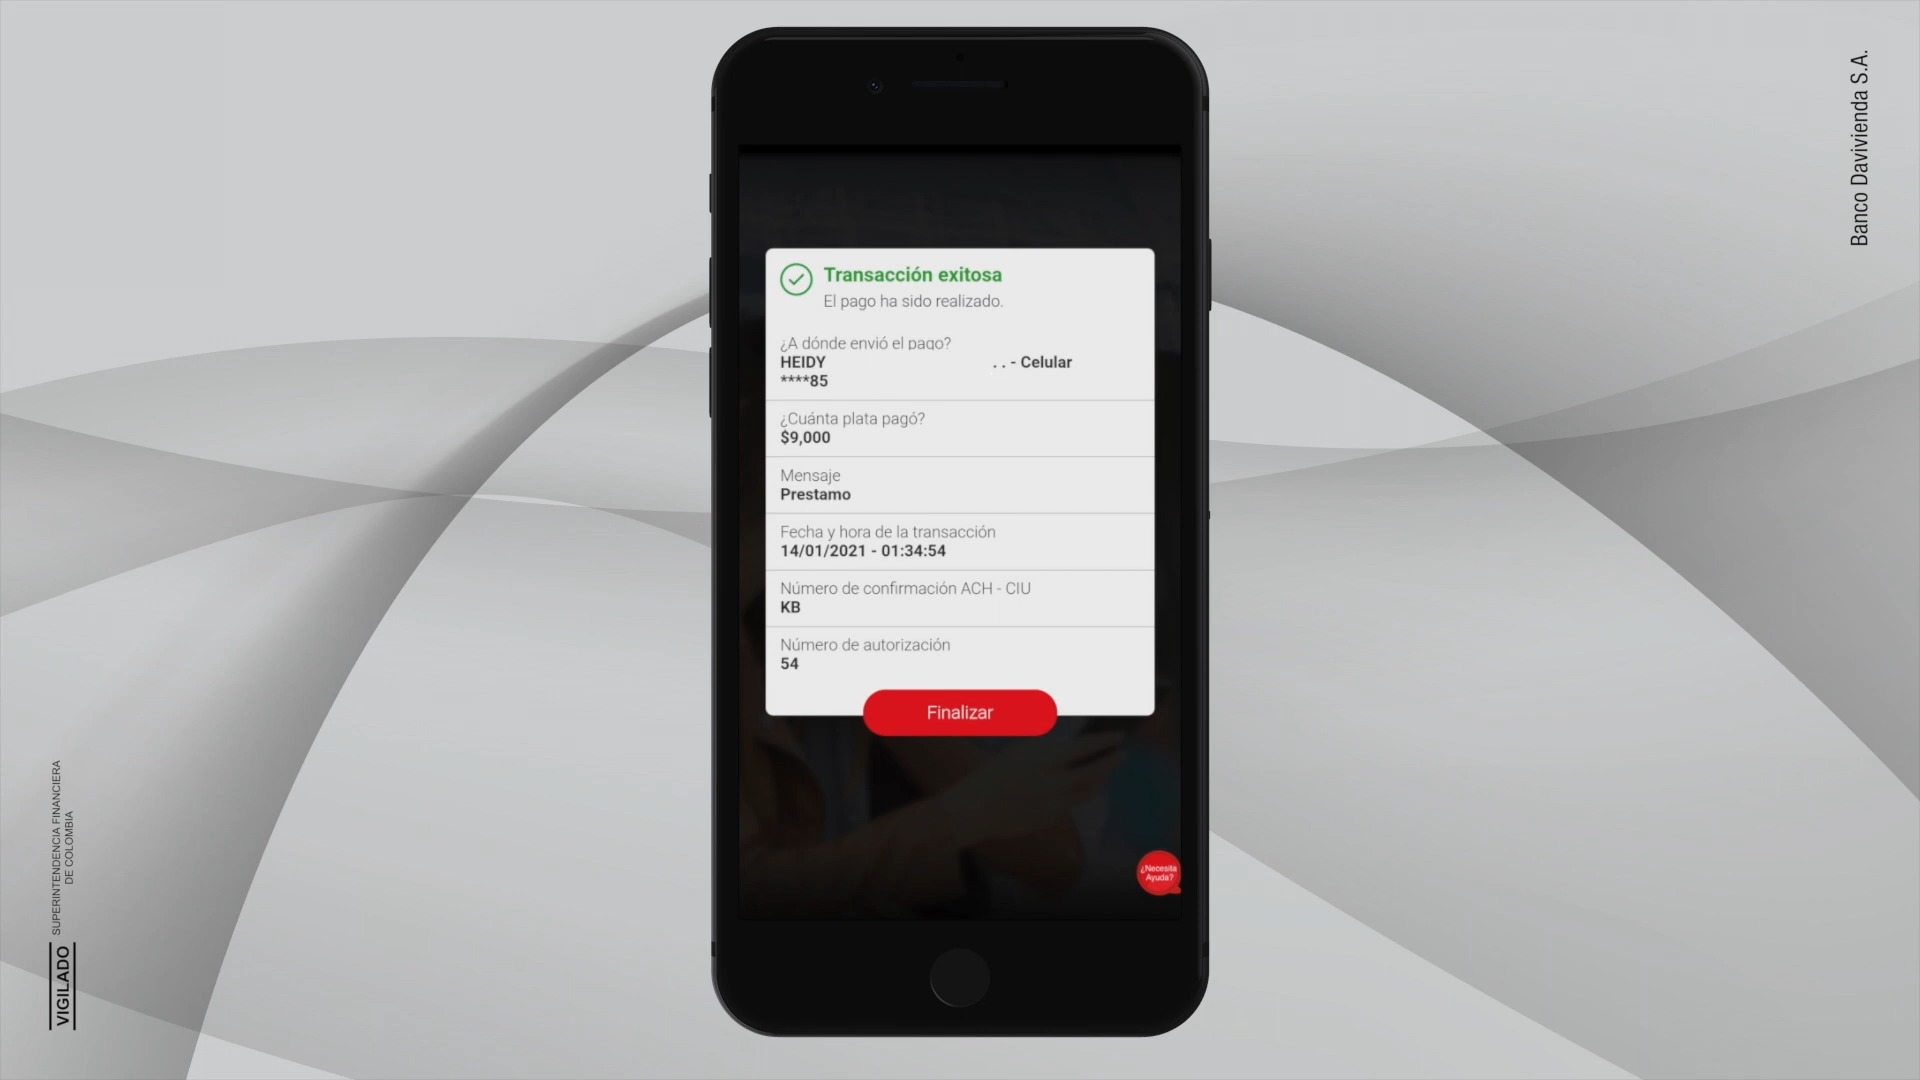 Transacción exitosa
El pago ha sido realizado.
¿A dónde envió el pago?
HEIDY . . - Celular
****85
¿Cuánta plata pagó?
$9,000
Mensaje
Prestamo
Fecha y hora de la transacción
14/01/2021 - 01:34:54
Número de confirmación ACH - CIU
KB
Número de autorización
54
Finalizar
¿Necesita
Ayuda?
Banco Davivienda S.A.
VIGILADO
SUPERINTENDENCIA FINANCIERA
DE COLOMBIA